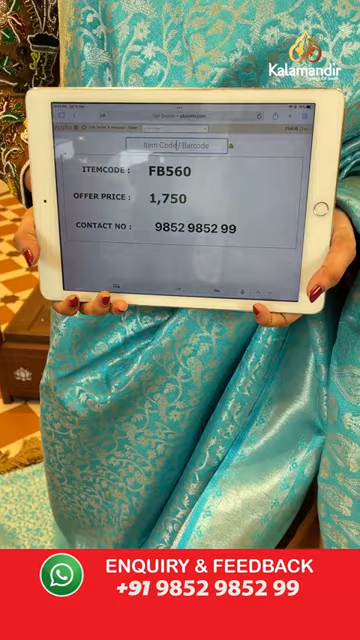 Kalamandir
Item Code / Barcode
ITEMCODE : FB560
OFFER PRICE : 1,750
CONTACT NO : 9852 9852 99
ENQUIRY & FEEDBACK
+91 9852 9852 99